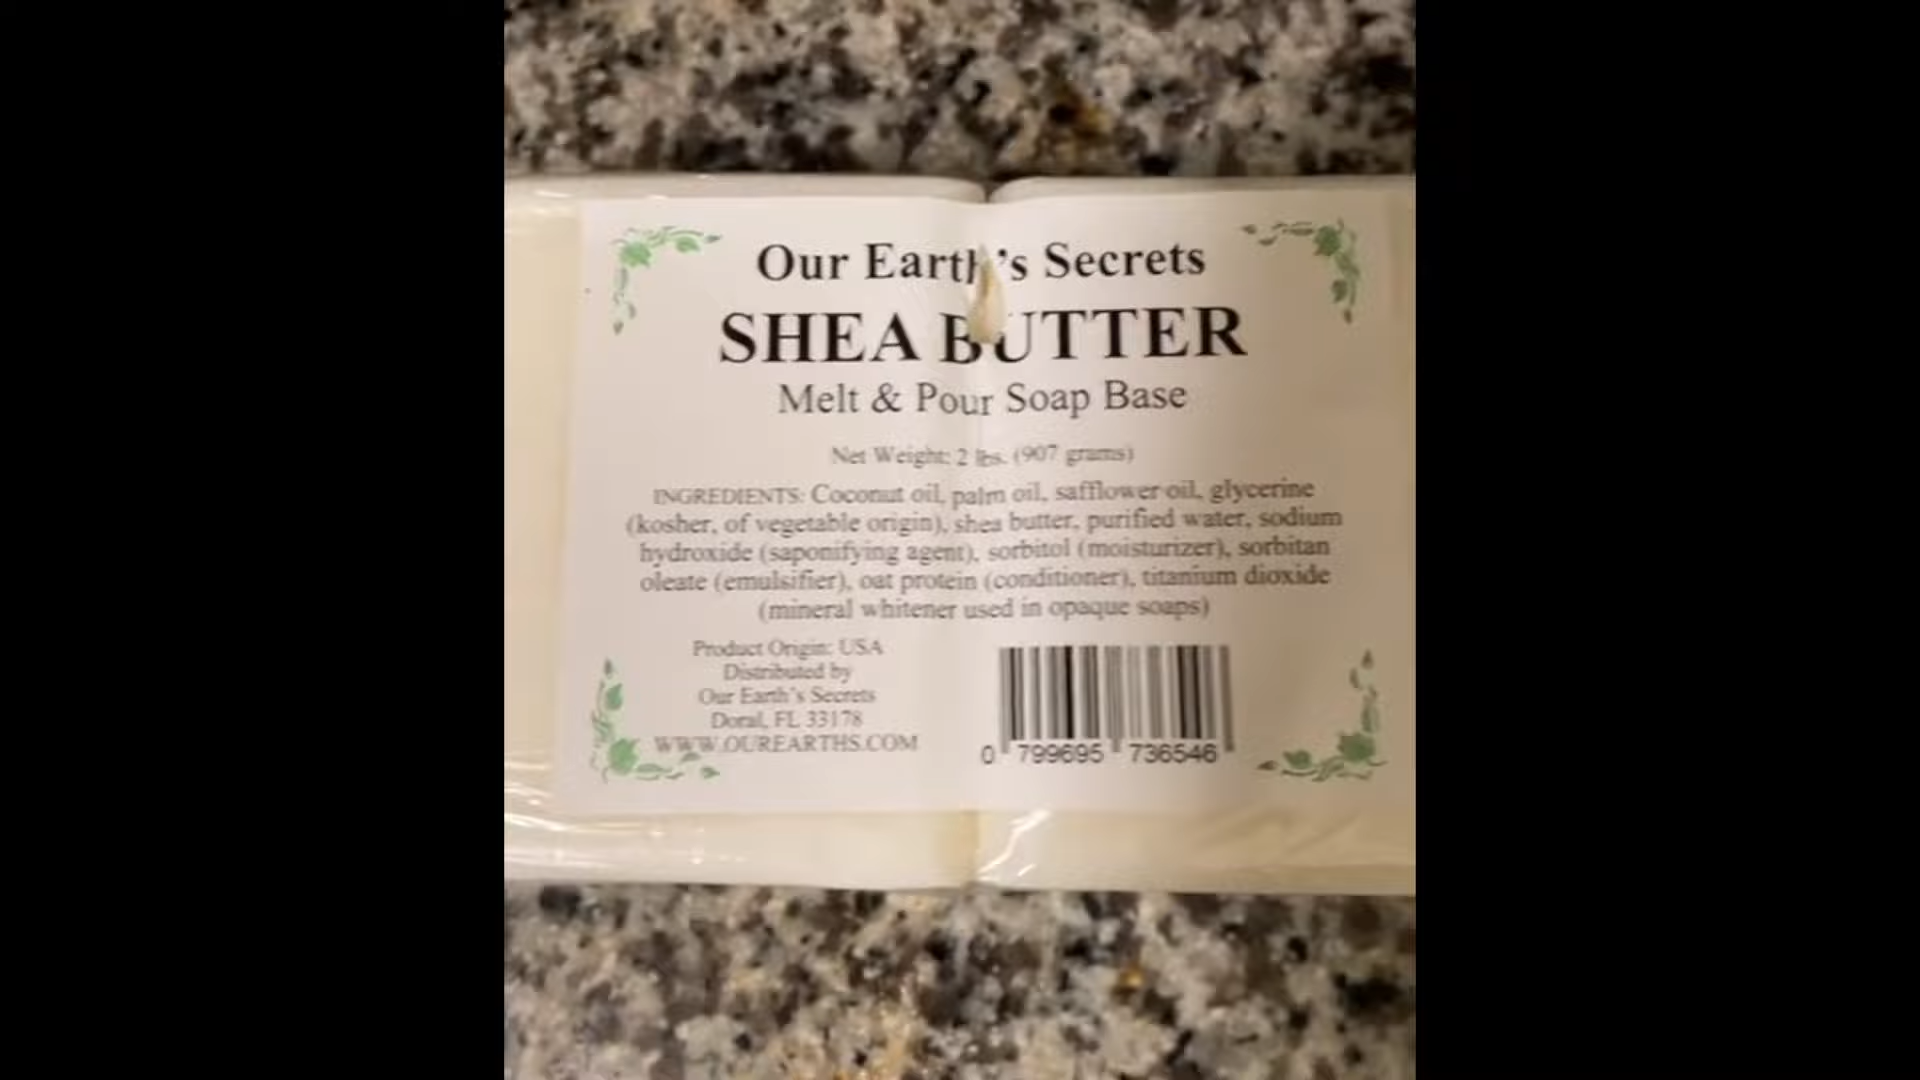 Our Earth's Secrets
SHEA BUTTER
Melt & Pour Soap Base
Net Weight: 2 lbs. (907 grams)
INGREDIENTS: Coconut oil, palm oil, safflower oil, glycerine
(kosher, of vegetable origin), shea butter, purified water, sodium
hydroxide (saponifying agent), sorbitol (moisturizer), sorbitan
oleate (emulsifier), oat protein (conditioner), titanium dioxide
(mineral whitener used in opaque soaps)
Product Origin: USA
Distributed by
Our Earth's Secrets
Doral, FL 33178
WWW.OUREARTHS.COM
0 799695 736546